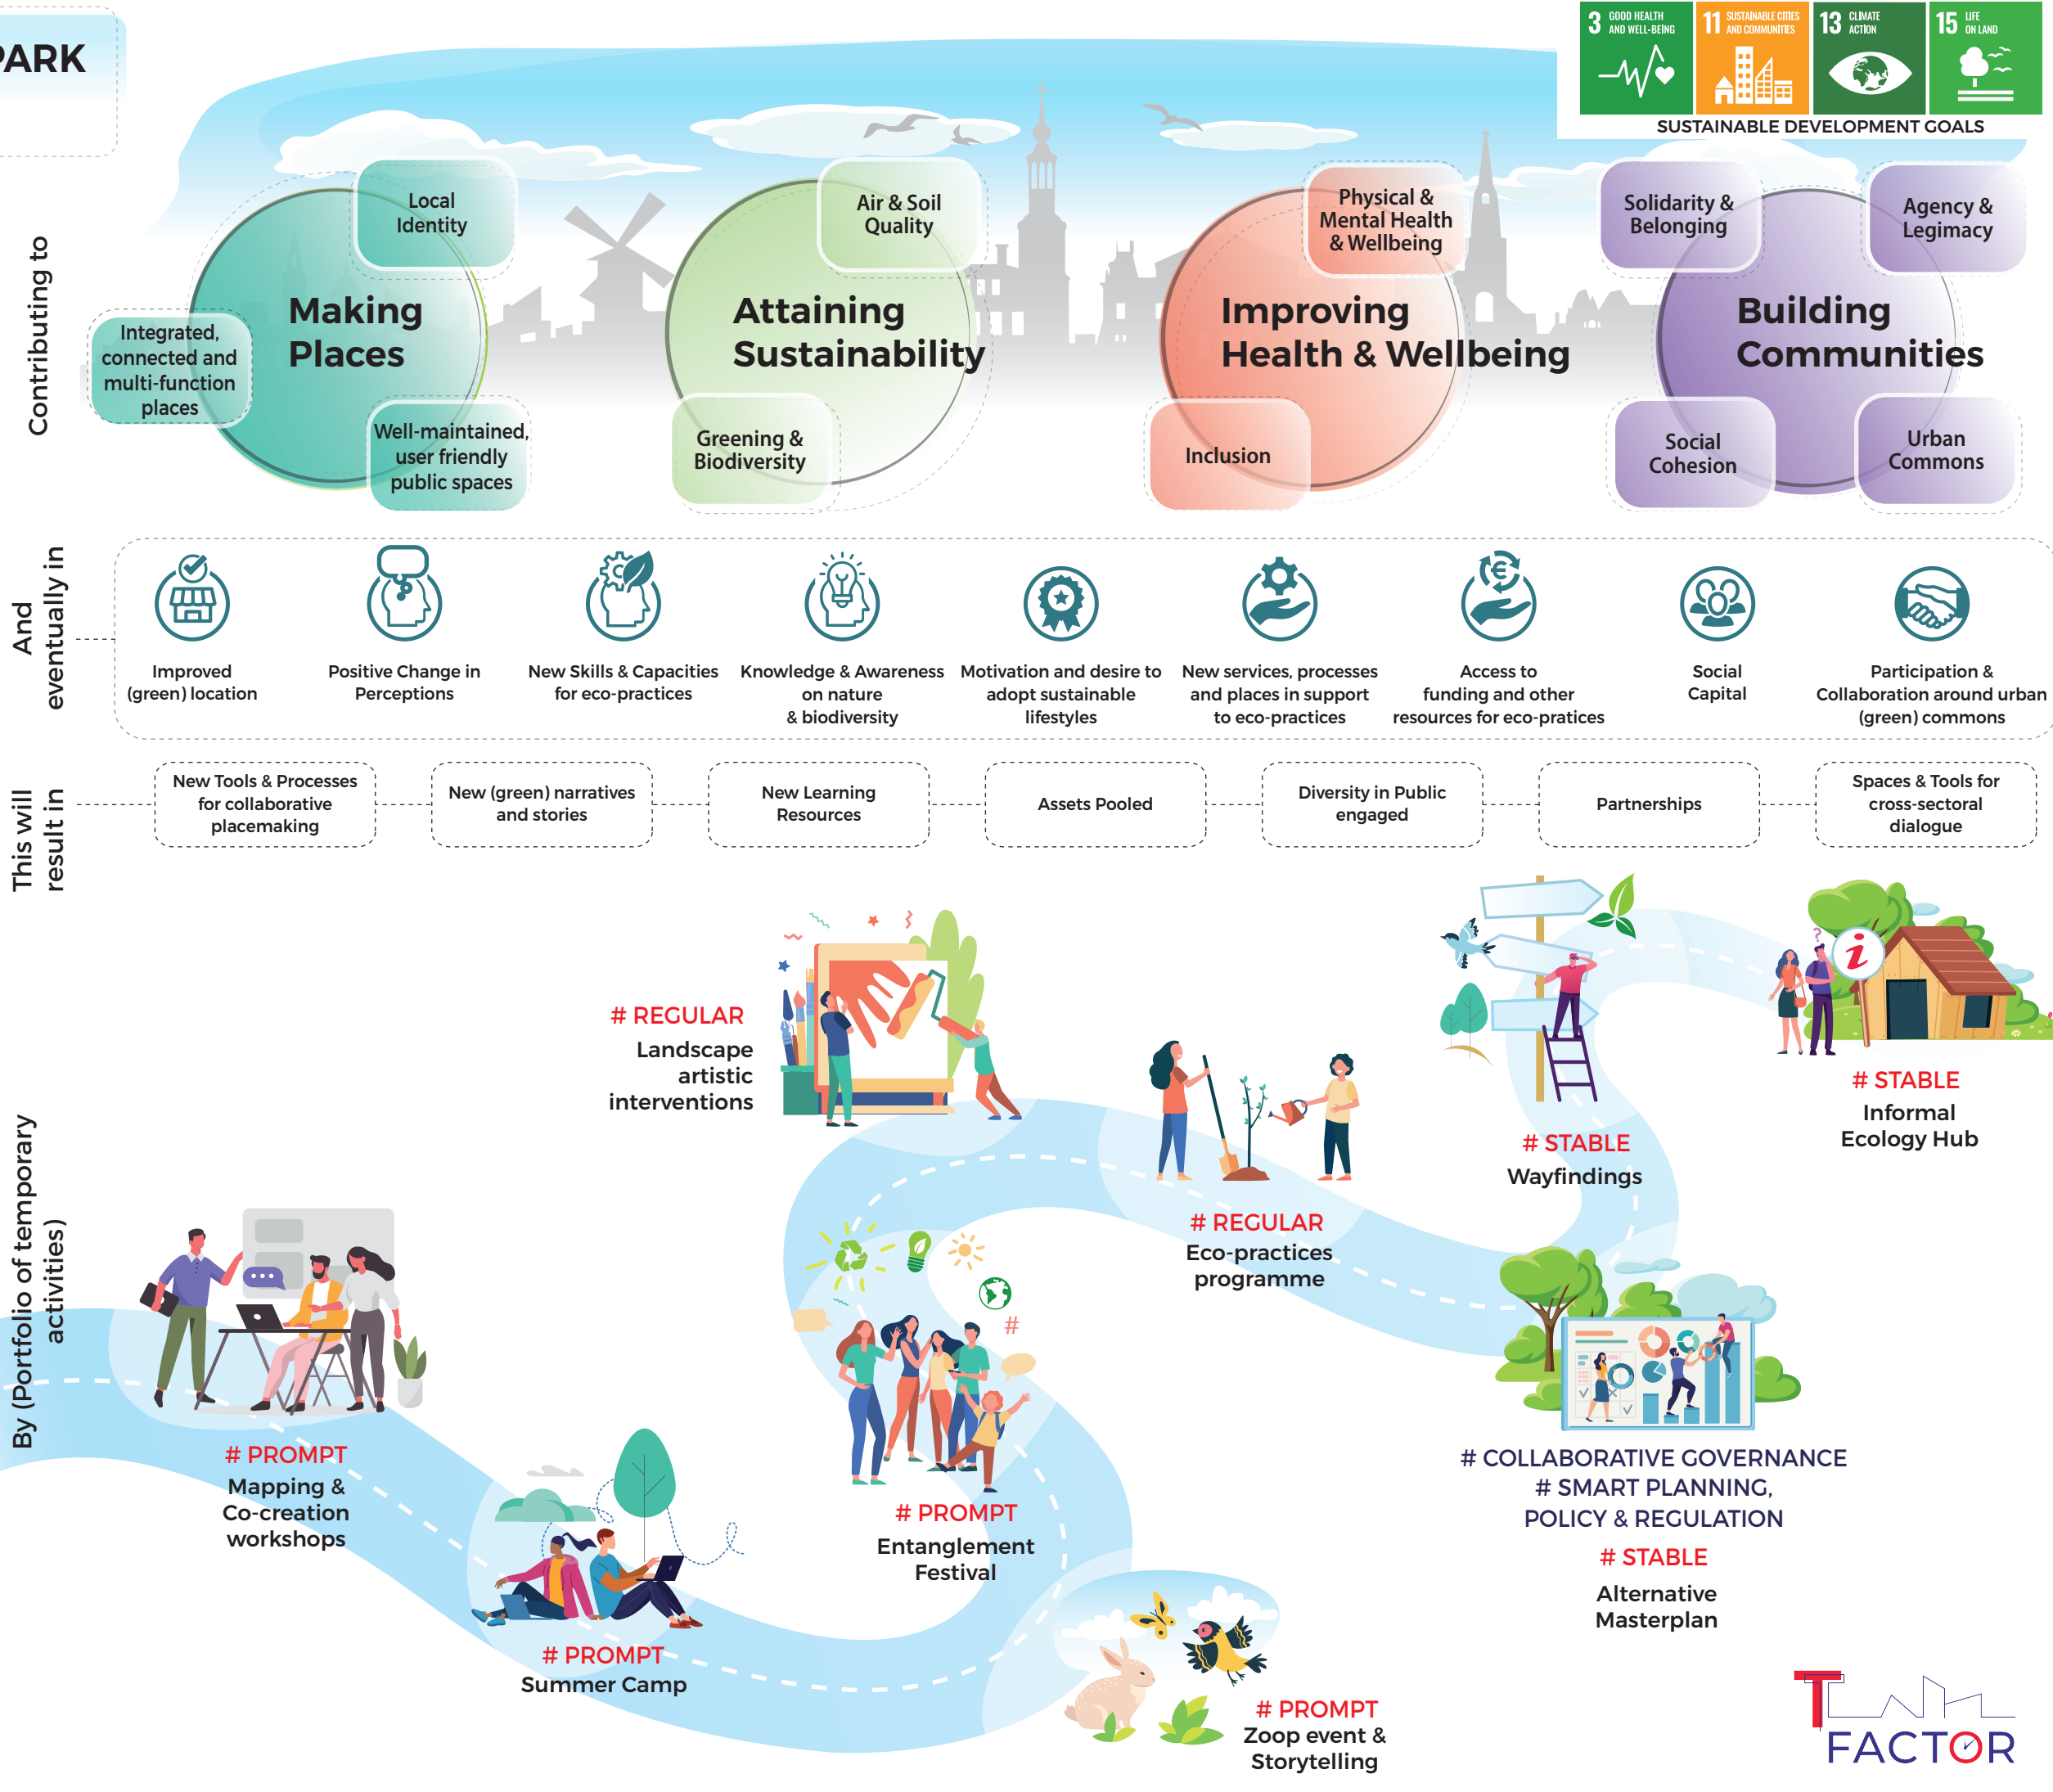 PARK
3 GOOD HEALTH
AND WELL-BEING
11 SUSTAINABLE CITIES
AND COMMUNITIES
13 CLIMATE
ACTION
15 LIFE
ON LAND
SUSTAINABLE DEVELOPMENT GOALS
Contributing to
Local
Identity
Integrated,
connected and
multi-function
places
Making
Places
Well-maintained,
user friendly
public spaces
Air & Soil
Quality
Attaining
Sustainability
Greening &
Biodiversity
Physical &
Mental Health
& Wellbeing
Improving
Health & Wellbeing
Inclusion
Solidarity &
Belonging
Agency &
Legimacy
Building
Communities
Social
Cohesion
Urban
Commons
And
eventually in
Improved
(green) location
Positive Change in
Perceptions
New Skills & Capacities
for eco-practices
Knowledge & Awareness
on nature
& biodiversity
Motivation and desire to
adopt sustainable
lifestyles
New services, processes
and places in support
to eco-practices
Access to
funding and other
resources for eco-pratices
Social
Capital
Participation &
Collaboration around urban
(green) commons
This will
result in
New Tools & Processes
for collaborative
placemaking
New (green) narratives
and stories
New Learning
Resources
Assets Pooled
Diversity in Public
engaged
Partnerships
Spaces & Tools for
cross-sectoral
dialogue
By (Portfolio of temporary
activities)
# REGULAR
Landscape
artistic
interventions
# REGULAR
Eco-practices
programme
# STABLE
Wayfindings
? i
# STABLE
Informal
Ecology Hub
# PROMPT
Mapping &
Co-creation
workshops
# PROMPT
Summer Camp
#
# PROMPT
Entanglement
Festival
# PROMPT
Zoop event &
Storytelling
# COLLABORATIVE GOVERNANCE
# SMART PLANNING,
POLICY & REGULATION
# STABLE
Alternative
Masterplan
T
FACTOR